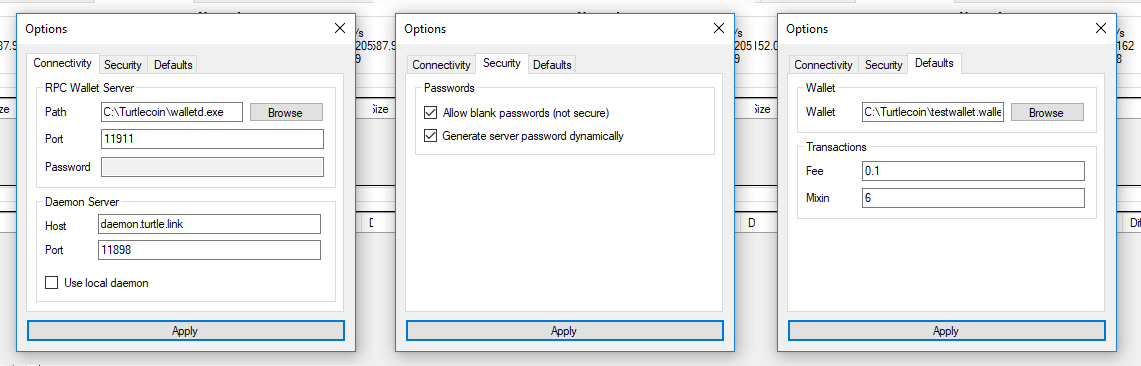 Options
Connectivity Security Defaults
RPC Wallet Server
Path C:\Turtlecoin\walletd.exe Browse
Port 11911
Password
Daemon Server
Host daemon.turtle.link
Port 11898
Use local daemon
Apply
Options
Connectivity Security Defaults
Passwords
Allow blank passwords (not secure)
Generate server password dynamically
Apply
Options
Connectivity Security Defaults
Wallet
Wallet C:\Turtlecoin\testwallet.walle Browse
Transactions
Fee 0.1
Mixin 6
Apply